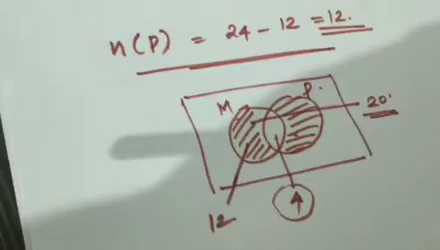 n(P) = 24 - 12 = 12.
M P.
20.
12
4